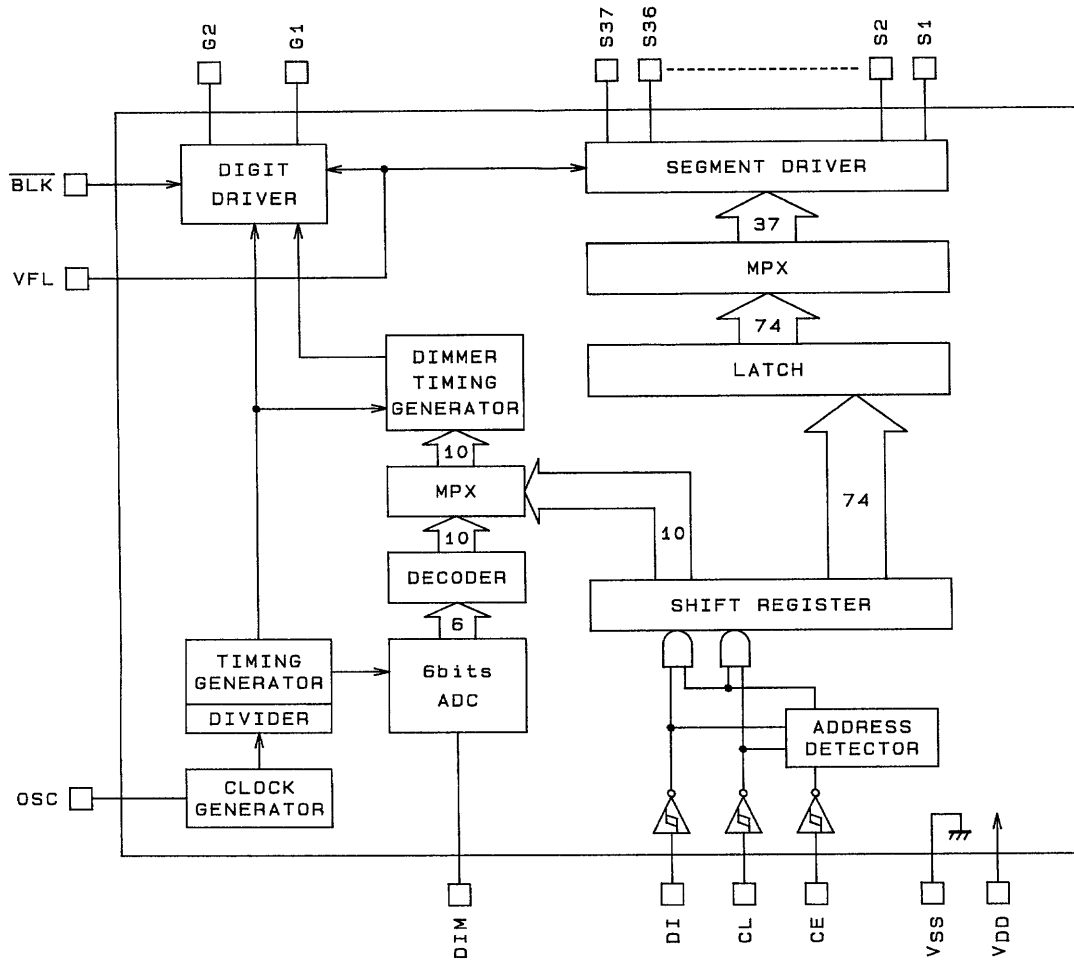 G2
G1
S37
S36
S2
S1
BLK
DIGIT
DRIVER
SEGMENT DRIVER
37
VFL
MPX
74
DIMMER
TIMING
GENERATOR
LATCH
10
MPX
10
74
10
DECODER
SHIFT REGISTER
6
TIMING
GENERATOR
6bits
ADC
DIVIDER
ADDRESS
DETECTOR
OSC
CLOCK
GENERATOR
DIM
DI
CL
CE
VSS
VDD